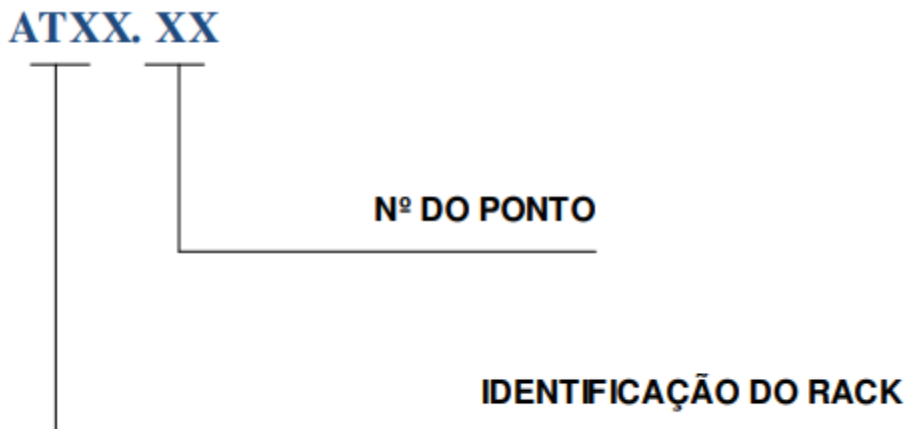 ATXX. XX
Nº DO PONTO
IDENTIFICAÇÃO DO RACK